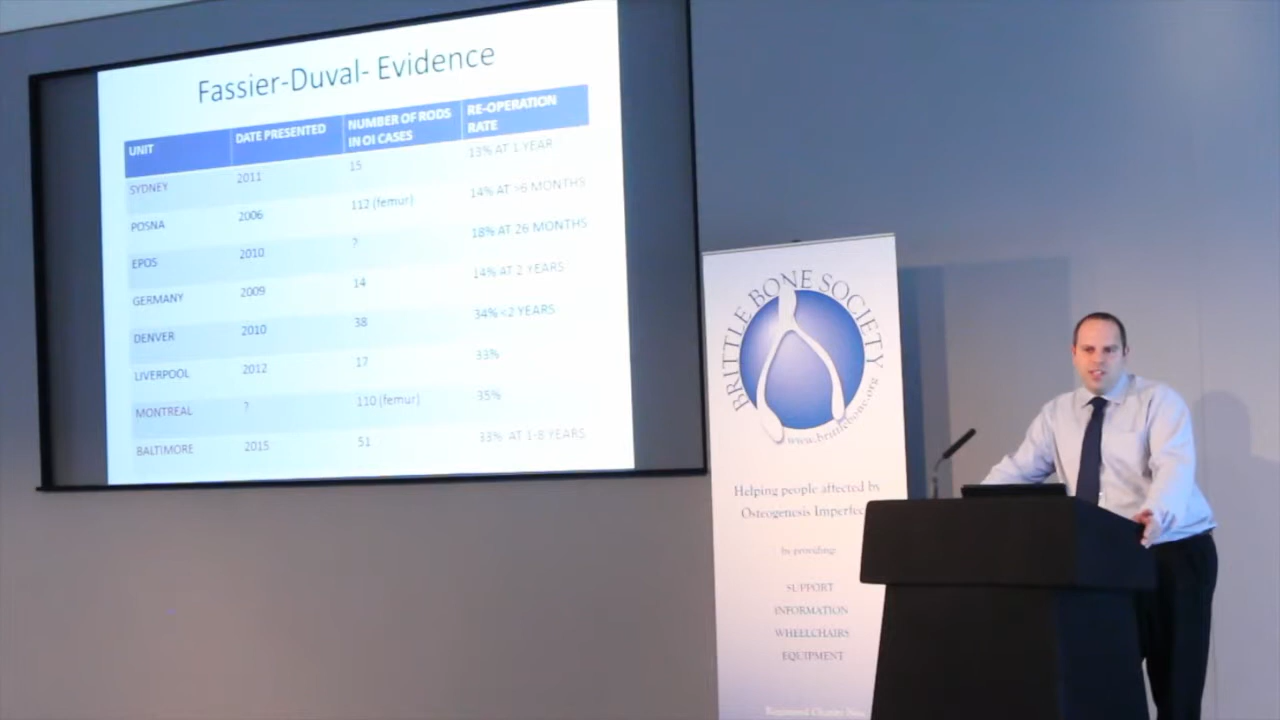 Fassier-Duval- Evidence
UNIT DATE PRESENTED NUMBER OF RODS IN OI CASES RE-OPERATION RATE
SYDNEY 2011 15 13% AT 1 YEAR
POSNA 2006 112 (femur) 14% AT >6 MONTHS
EPOS 2010 ? 18% AT 26 MONTHS
GERMANY 2009 14 14% AT 2 YEARS
DENVER 2010 38 34% <2 YEARS
LIVERPOOL 2012 17 33%
MONTREAL ? 110 (femur) 35%
BALTIMORE 2015 51 33% AT 1-8 YEARS
BRITTLE BONE SOCIETY
www.brittlebone.org
Helping people affected by
Osteogenesis Imperfec
by providing:
SUPPORT
INFORMATION
WHEELCHAIRS
EQUIPMENT
Registered Charity Nos